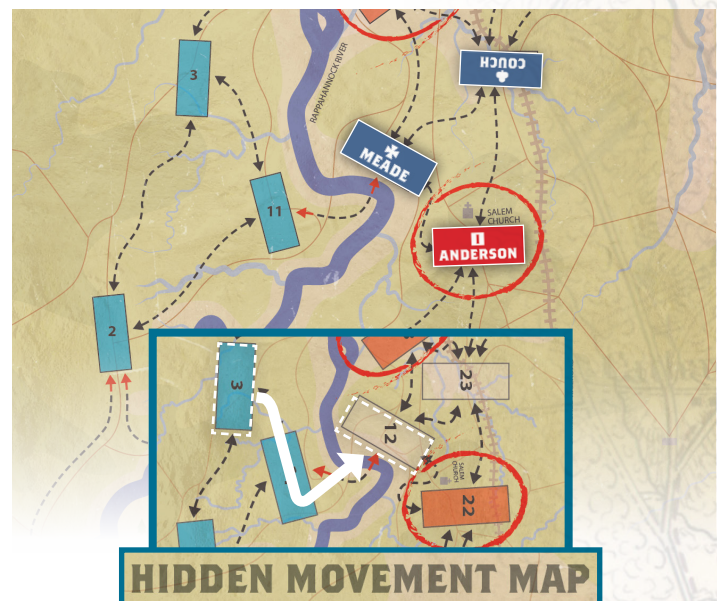 COUCH
3
RAPPAHANNOCK RIVER
MEADE
11
SALEM
CHURCH
I
ANDERSON
2
3
23
12
SALEM
CHURCH
22
HIDDEN MOVEMENT MAP